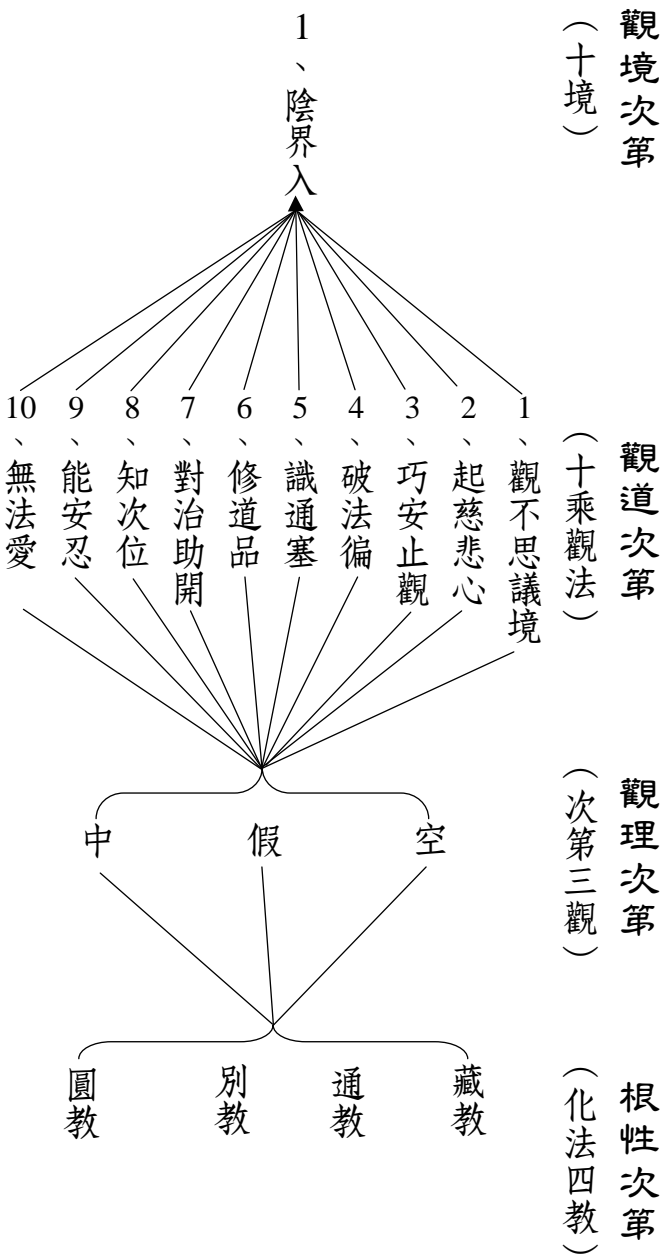 觀境次第
（十境）
1、陰界入
觀道次第
（十乘觀法）
1、觀不思議境
2、起慈悲心
3、巧安止觀
4、破法徧
5、識通塞
6、修道品
7、對治助開
8、知次位
9、能安忍
10、無法愛
觀理次第
（次第三觀）
空
假
中
根性次第
（化法四教）
藏教
通教
別教
圓教